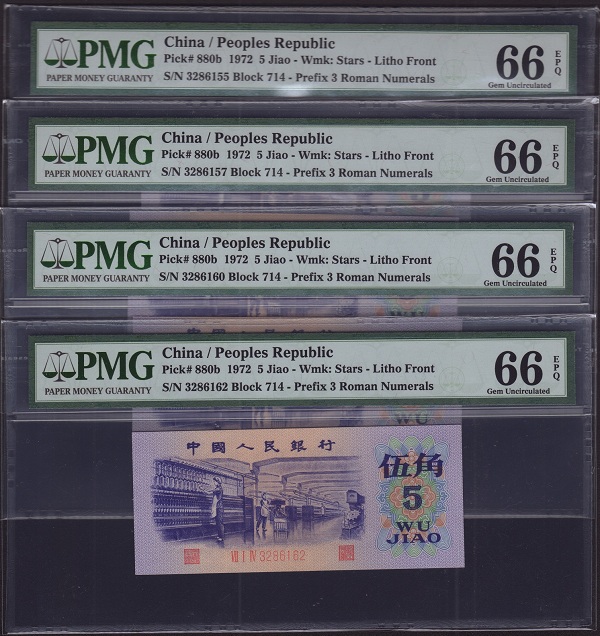 PMG
PAPER MONEY GUARANTY
China / Peoples Republic
Pick# 880b 1972 5 Jiao - Wmk: Stars - Litho Front
S/N 3286155 Block 714 - Prefix 3 Roman Numerals
66 EPQ
Gem Uncirculated
PMG
PAPER MONEY GUARANTY
China / Peoples Republic
Pick# 880b 1972 5 Jiao - Wmk: Stars - Litho Front
S/N 3286157 Block 714 - Prefix 3 Roman Numerals
66 EPQ
Gem Uncirculated
PMG
PAPER MONEY GUARANTY
China / Peoples Republic
Pick# 880b 1972 5 Jiao - Wmk: Stars - Litho Front
S/N 3286160 Block 714 - Prefix 3 Roman Numerals
66 EPQ
Gem Uncirculated
PMG
PAPER MONEY GUARANTY
China / Peoples Republic
Pick# 880b 1972 5 Jiao - Wmk: Stars - Litho Front
S/N 3286162 Block 714 - Prefix 3 Roman Numerals
66 EPQ
Gem Uncirculated
WU
中國人民銀行
伍角
5
WU
JIAO
VII I IV 3286162